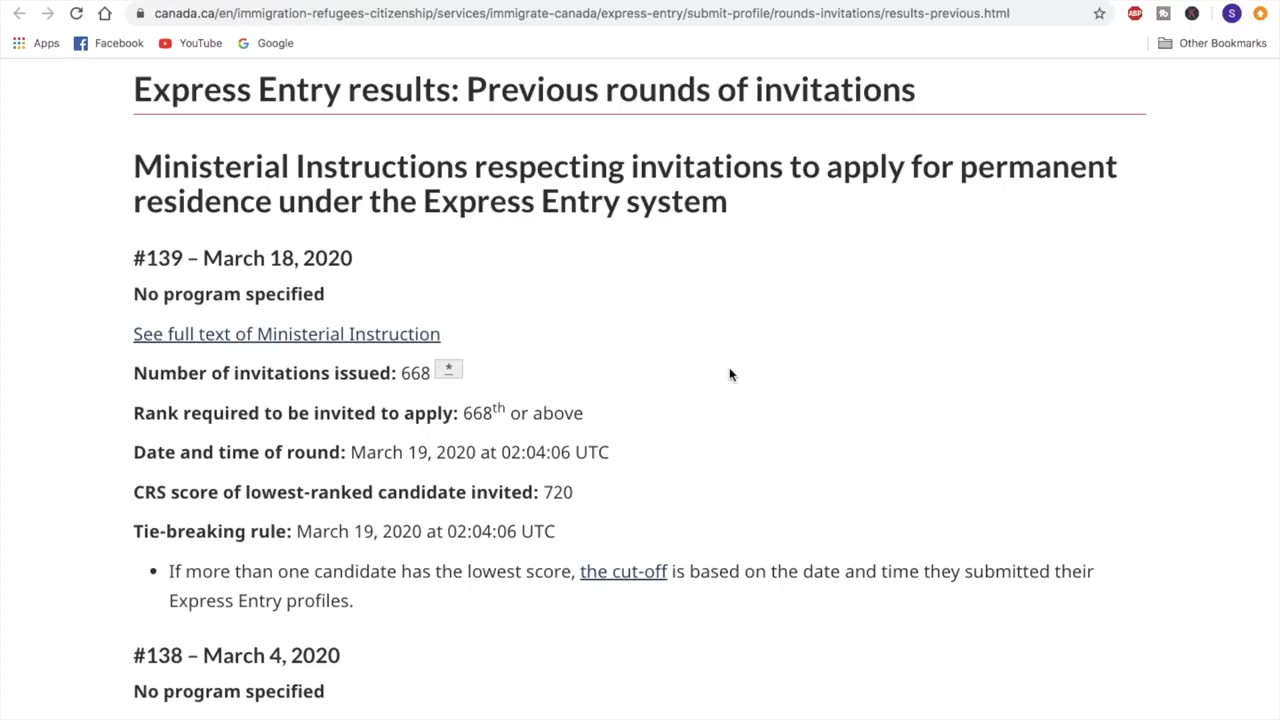 canada.ca/en/immigration-refugees-citizenship/services/immigrate-canada/express-entry/submit-profile/rounds-invitations/results-previous.html
ABP
S
Apps Facebook YouTube Google Other Bookmarks
Express Entry results: Previous rounds of invitations
Ministerial Instructions respecting invitations to apply for permanent
residence under the Express Entry system
#139 – March 18, 2020
No program specified
See full text of Ministerial Instruction
Number of invitations issued: 668 *
Rank required to be invited to apply: 668th or above
Date and time of round: March 19, 2020 at 02:04:06 UTC
CRS score of lowest-ranked candidate invited: 720
Tie-breaking rule: March 19, 2020 at 02:04:06 UTC
• If more than one candidate has the lowest score, the cut-off is based on the date and time they submitted their
Express Entry profiles.
#138 – March 4, 2020
No program specified